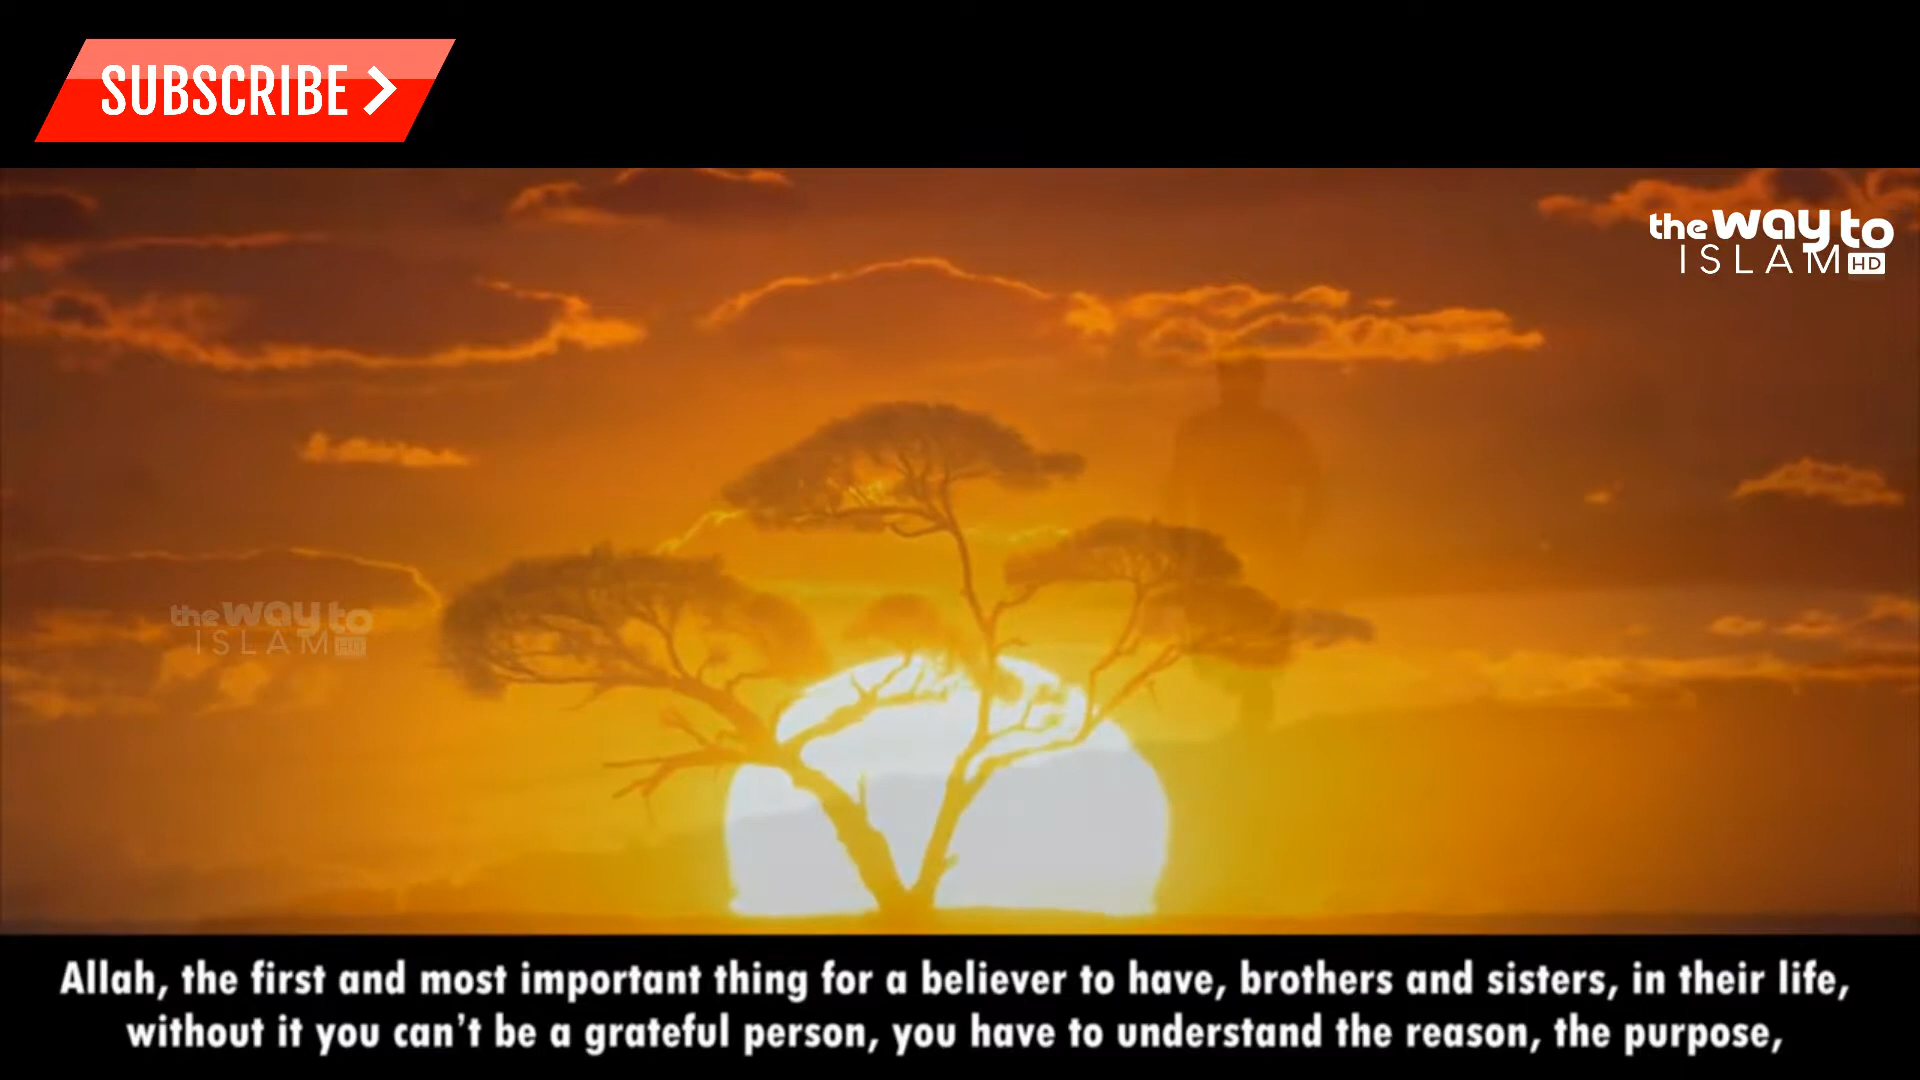 SUBSCRIBE
the way to
ISLAM HD
the way to
ISLAM HD
Allah, the first and most important thing for a believer to have, brothers and sisters, in their life,
without it you can't be a grateful person, you have to understand the reason, the purpose,